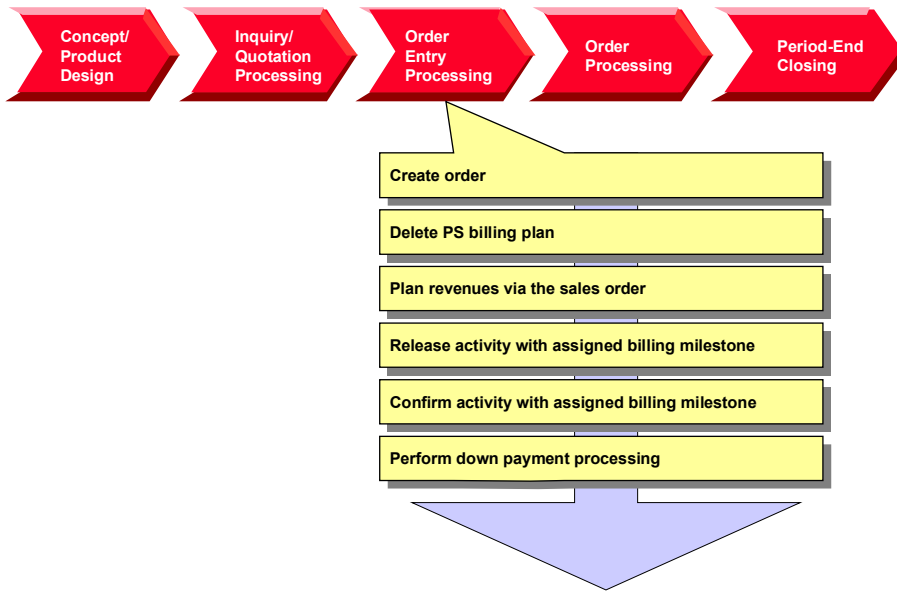 Concept/
Product
Design
Inquiry/
Quotation
Processing
Order
Entry
Processing
Order
Processing
Period-End
Closing
Create order
Delete PS billing plan
Plan revenues via the sales order
Release activity with assigned billing milestone
Confirm activity with assigned billing milestone
Perform down payment processing